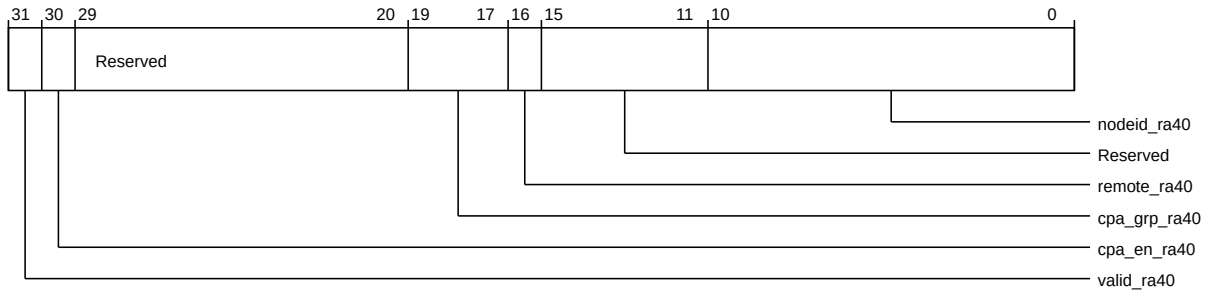 31 30 29 20 19 17 16 15 11 10 0
Reserved
nodeid_ra40
Reserved
remote_ra40
cpa_grp_ra40
cpa_en_ra40
valid_ra40